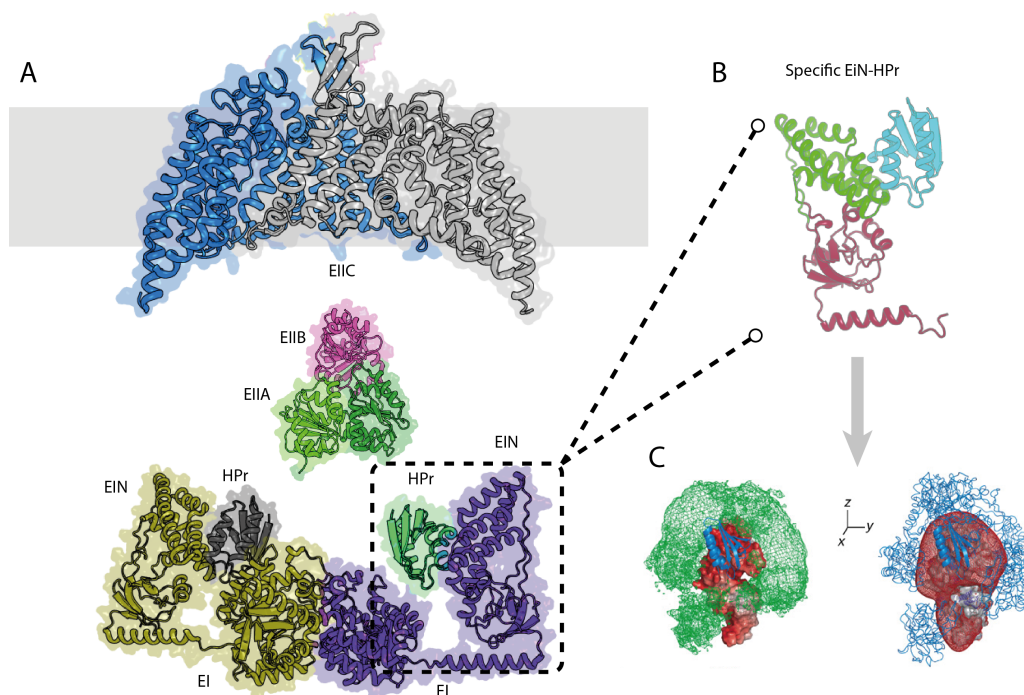 A
B
Specific EiN-HPr
EIIC
EIIB
EIIA
EIN
HPr
EIN
HPr
C
z
y
x
EI
EI